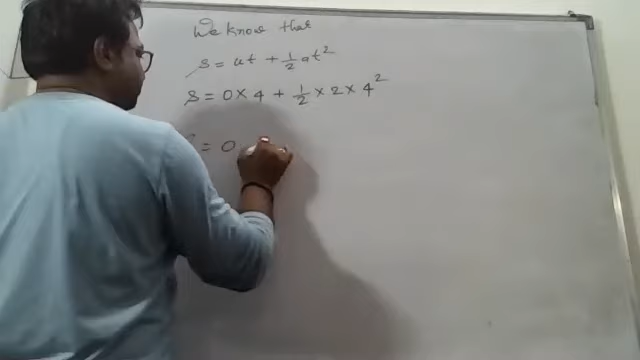 We know that
s = ut + 1/2 at²
s = 0 × 4 + 1/2 × 2 × 4²
= 0